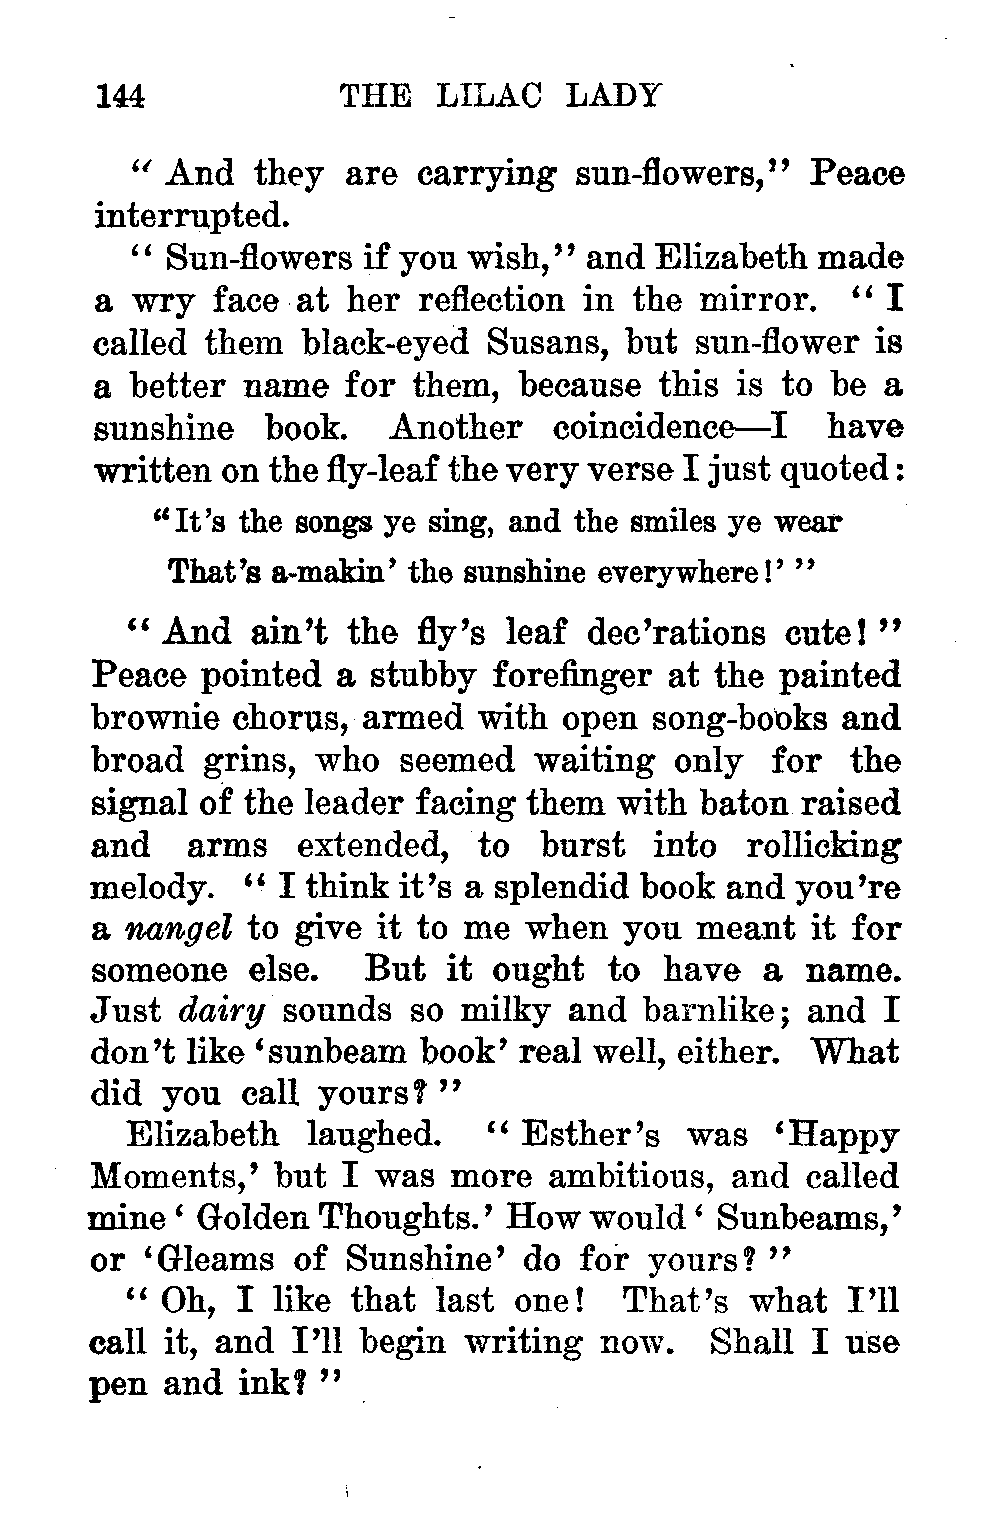 144 THE LILAC LADY
“ And they are carrying sun-flowers,” Peace
interrupted.
“ Sun-flowers if you wish,” and Elizabeth made
a wry face at her reflection in the mirror. “ I
called them black-eyed Susans, but sun-flower is
a better name for them, because this is to be a
sunshine book. Another coincidence—I have
written on the fly-leaf the very verse I just quoted:
“It’s the songs ye sing, and the smiles ye wear
That’s a-makin’ the sunshine everywhere!’ ”
“ And ain’t the fly’s leaf dec’rations cute! ”
Peace pointed a stubby forefinger at the painted
brownie chorus, armed with open song-books and
broad grins, who seemed waiting only for the
signal of the leader facing them with baton raised
and arms extended, to burst into rollicking
melody. “ I think it’s a splendid book and you’re
a nangel to give it to me when you meant it for
someone else. But it ought to have a name.
Just dairy sounds so milky and barnlike; and I
don’t like ‘sunbeam book’ real well, either. What
did you call yours? ”
Elizabeth laughed. “ Esther’s was ‘Happy
Moments,’ but I was more ambitious, and called
mine ‘ Golden Thoughts.’ How would ‘ Sunbeams,’
or ‘Gleams of Sunshine’ do for yours? ”
“ Oh, I like that last one! That’s what I’ll
call it, and I’ll begin writing now. Shall I use
pen and ink? ”